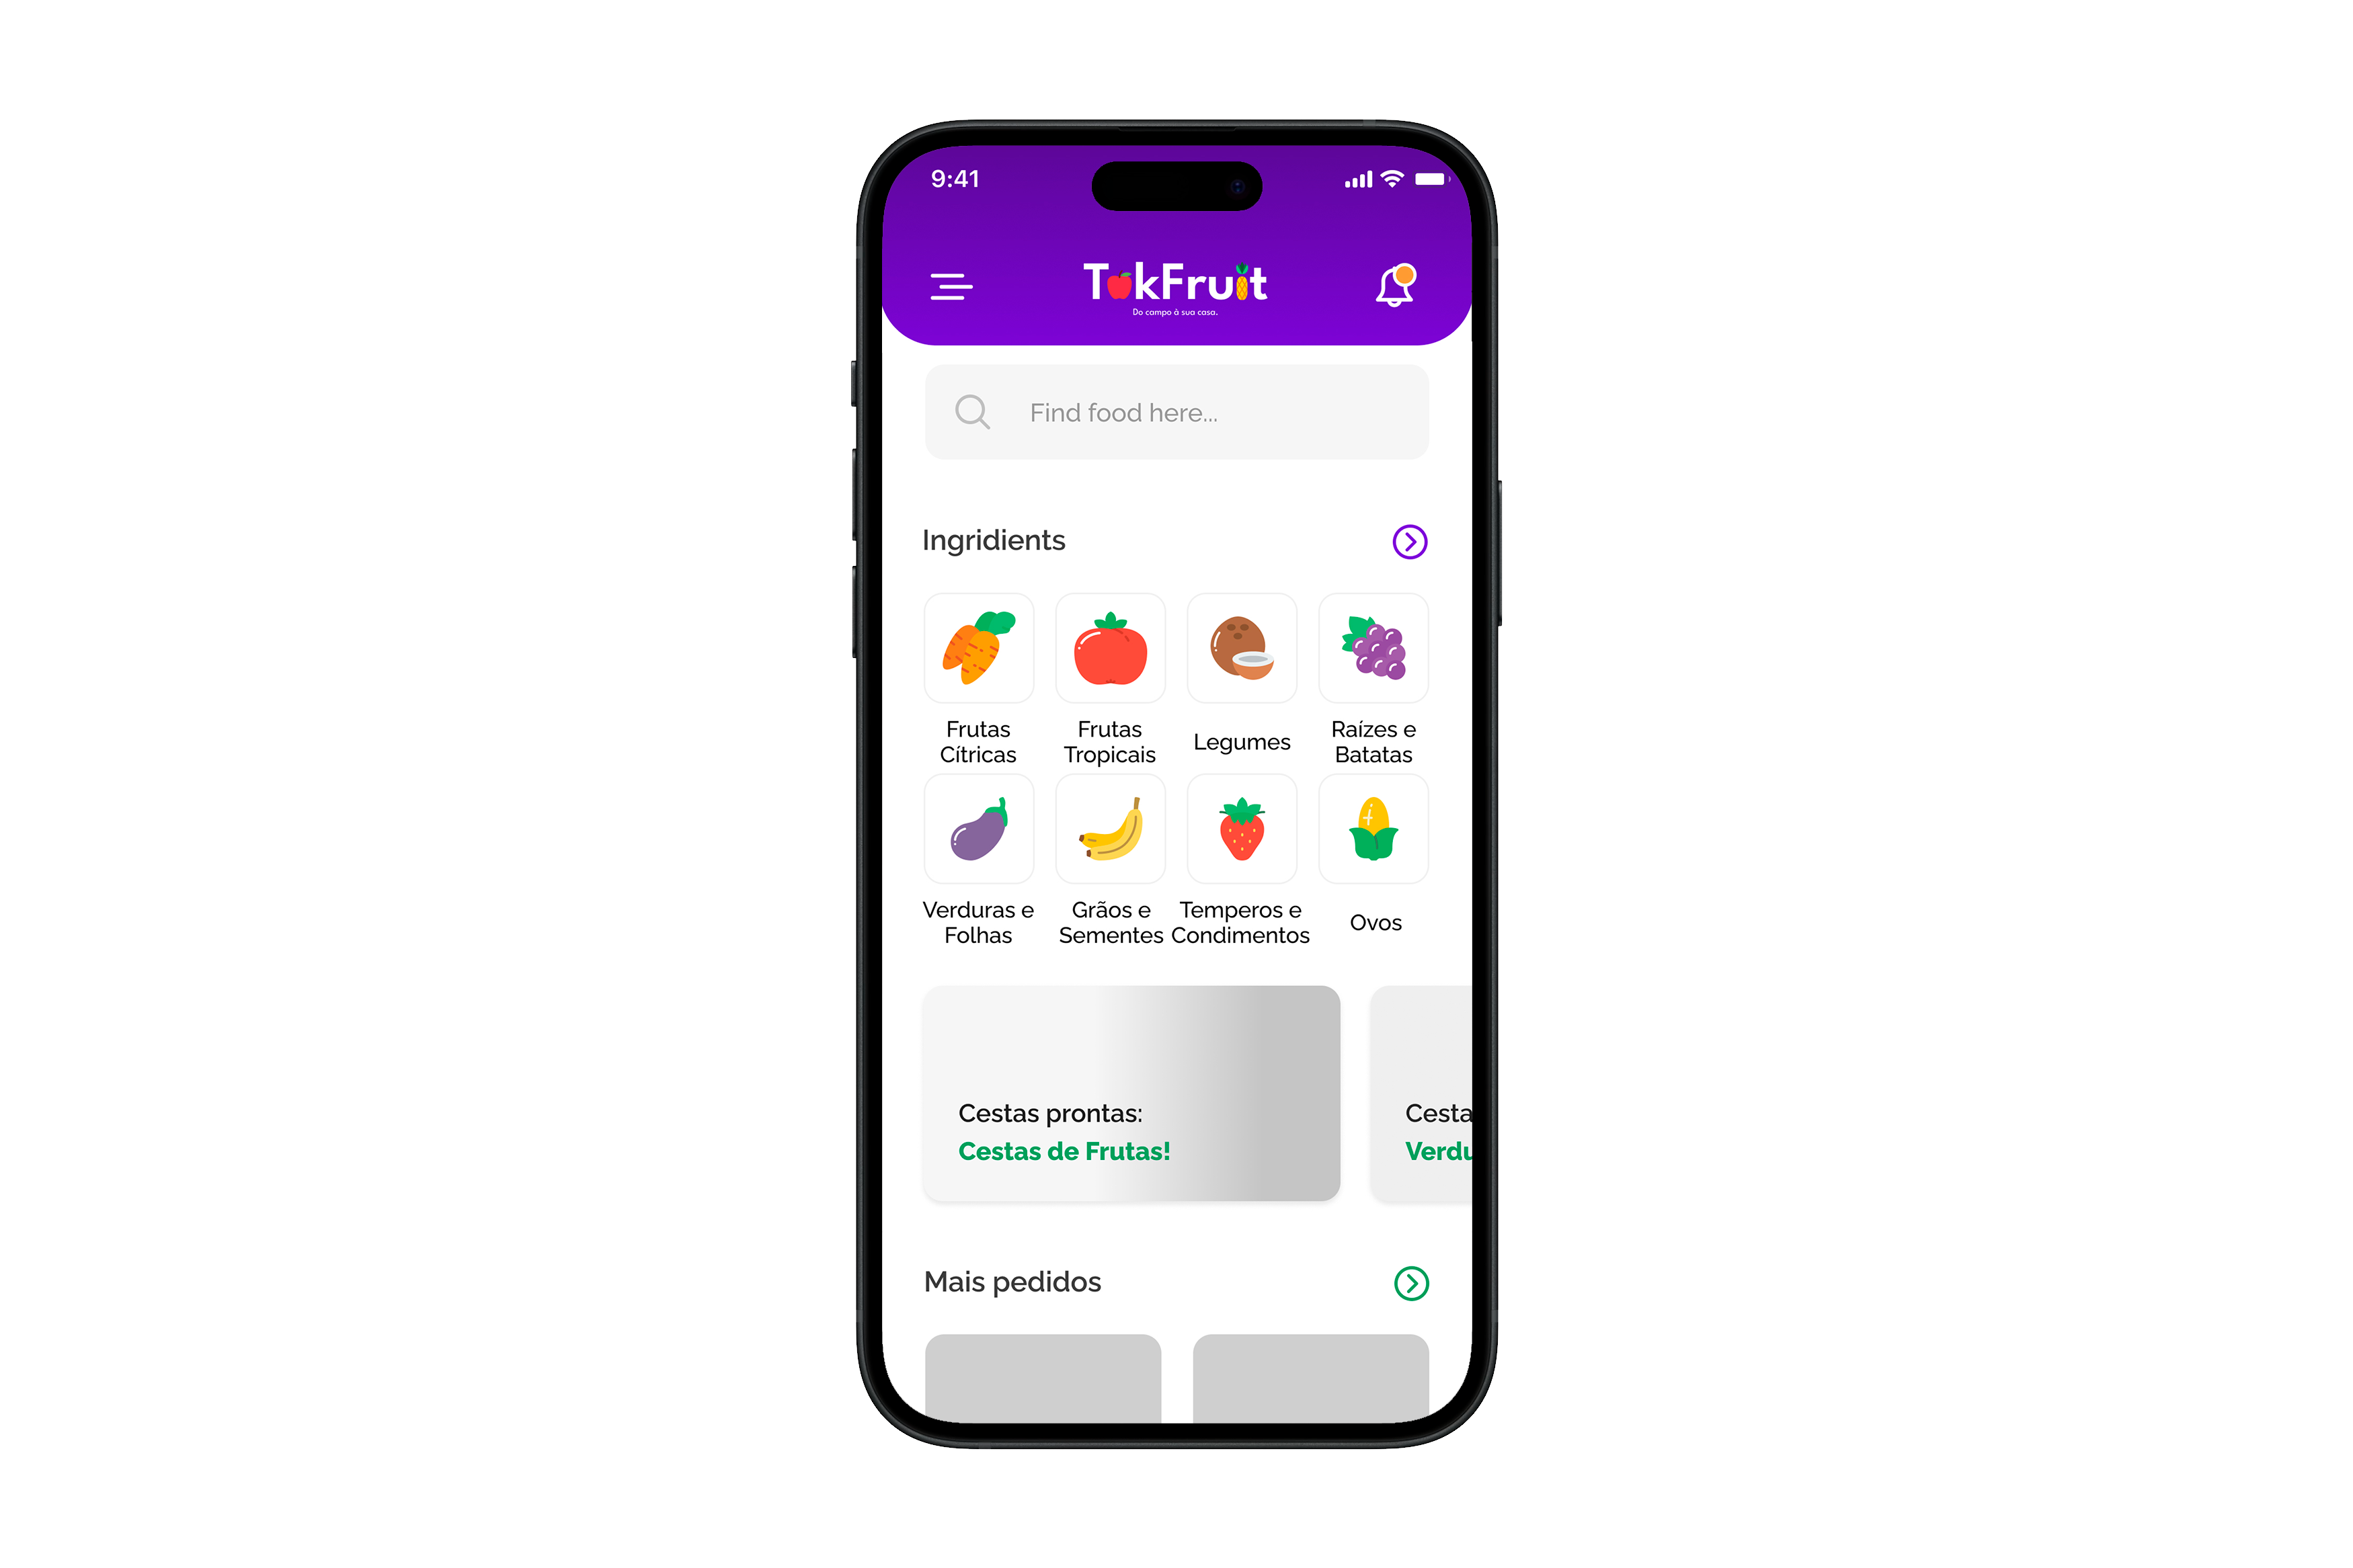 9:41
TokFruit
Do campo à sua casa.
Find food here...
Ingridients
Frutas
Cítricas
Frutas
Tropicais
Legumes
Raízes e
Batatas
Verduras e
Folhas
Grãos e
Sementes
Temperos e
Condimentos
Ovos
Cestas prontas:
Cestas de Frutas!
Cesta
Verdu
Mais pedidos